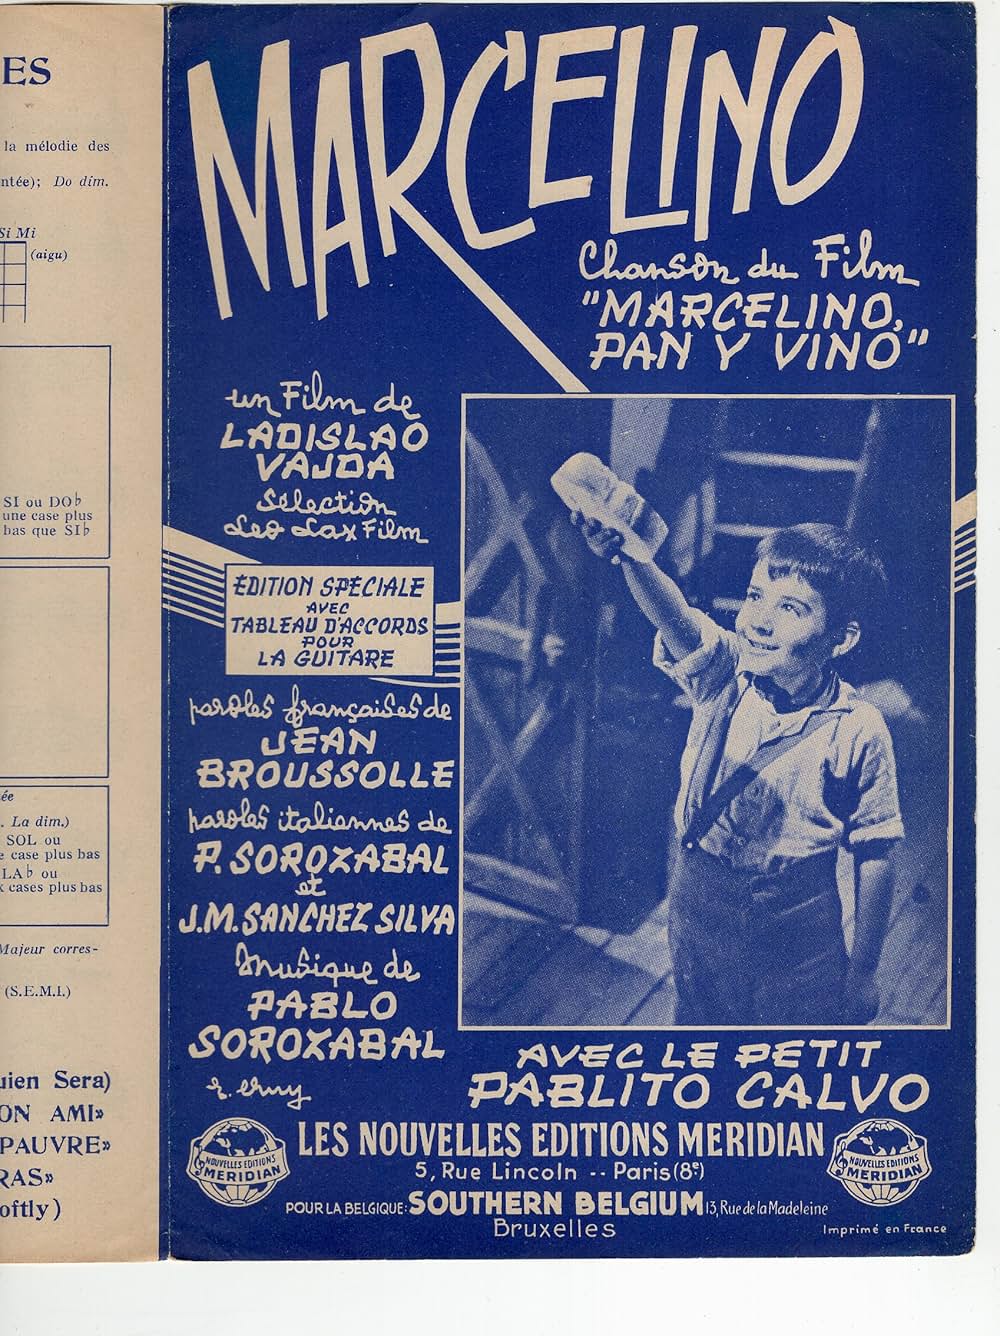 ES
la mélodie des
ntée); Do dim.
Si Mi
(aigu)
SI ou DO♭
une case plus
bas que SI♭
ée
. La dim.)
SOL ou
e case plus bas
LA♭ ou
x cases plus bas
Majeur corres-
(S.E.M.I.)
uien Sera)
ON AMI»
PAUVRE»
RAS»
oftly)
MARCELINO
Chanson du Film
"MARCELINO,
PAN Y VINO"
un Film de
LADISLAO
VAJDA
Sélection
Leo Lax Film
ÉDITION SPÉCIALE
AVEC
TABLEAU D'ACCORDS
POUR
LA GUITARE
paroles françaises de
JEAN
BROUSSOLLE
paroles italiennes de
P. SOROZABAL
et
J.M. SANCHEZ SILVA
Musique de
PABLO
SOROZABAL
AVEC LE PETIT
PABLITO CALVO
NOUVELLES EDITIONS
MERIDIAN
LES NOUVELLES EDITIONS MERIDIAN
5, Rue Lincoln -- Paris (8e)
POUR LA BELGIQUE: SOUTHERN BELGIUM 13, Rue de la Madeleine
Bruxelles
NOUVELLES EDITIONS
MERIDIAN
Imprimé en France